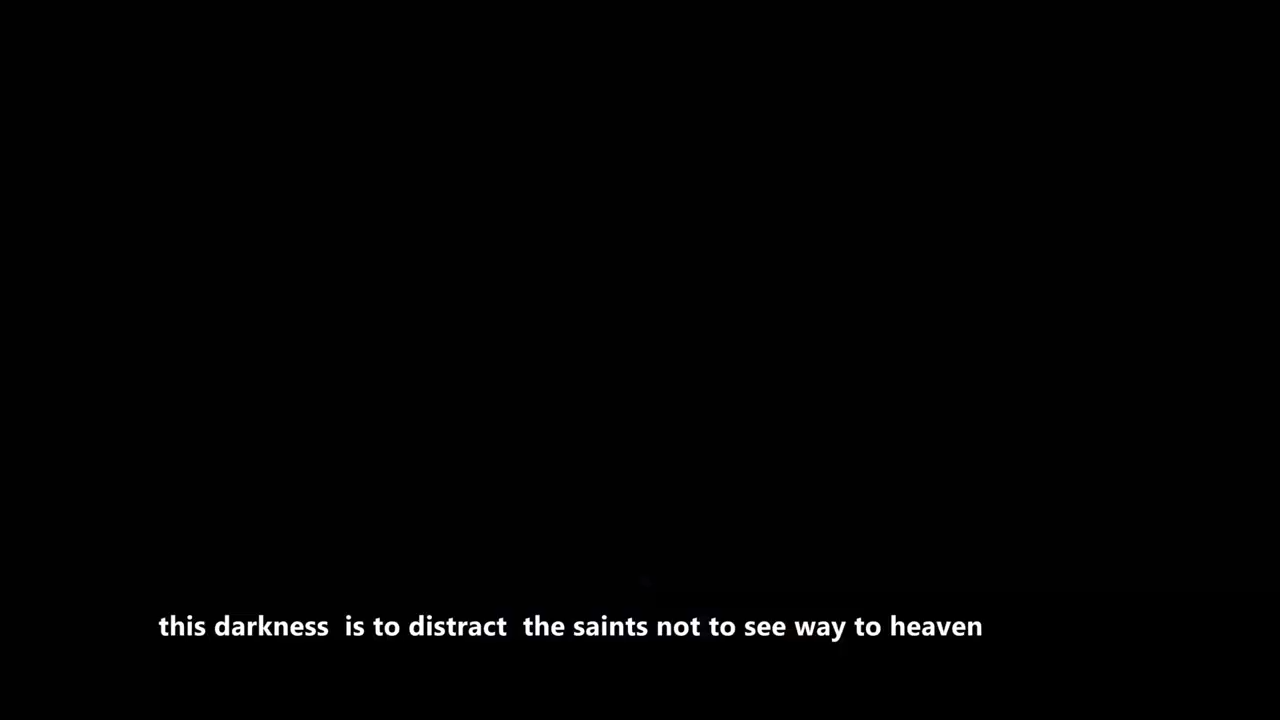 this darkness  is to distract  the saints not to see way to heaven